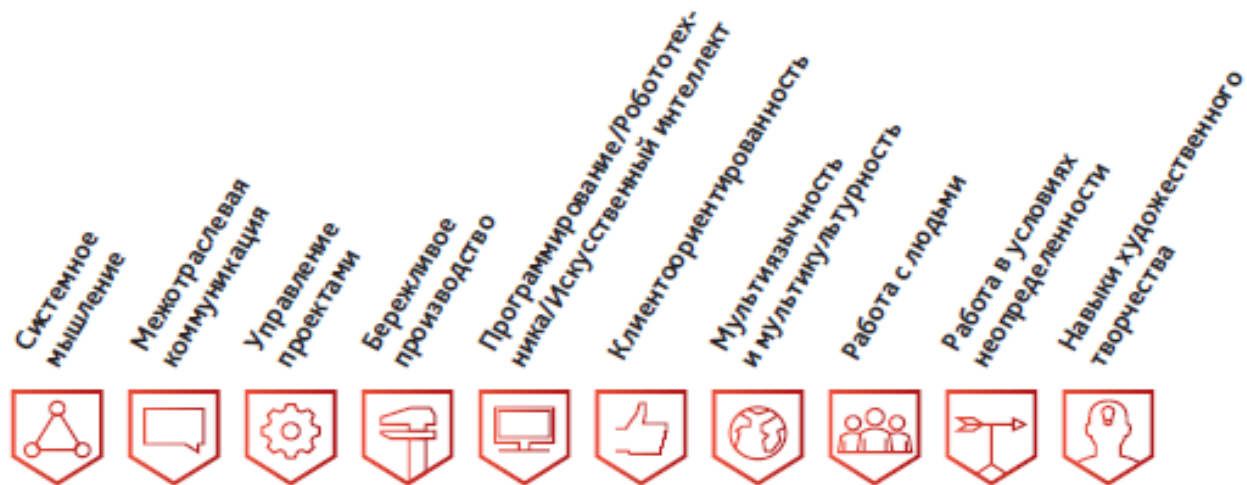 Системное
мышление
Межотраслевая
коммуникация
Управление
проектами
Бережливое
производство
Программирование/Робототех-
ника/Искусственный интеллект
Клиентоориентированность
Мультиязычность
и мультикультурность
Работа с людьми
Работа в условиях
неопределенности
Навыки художественного
творчества